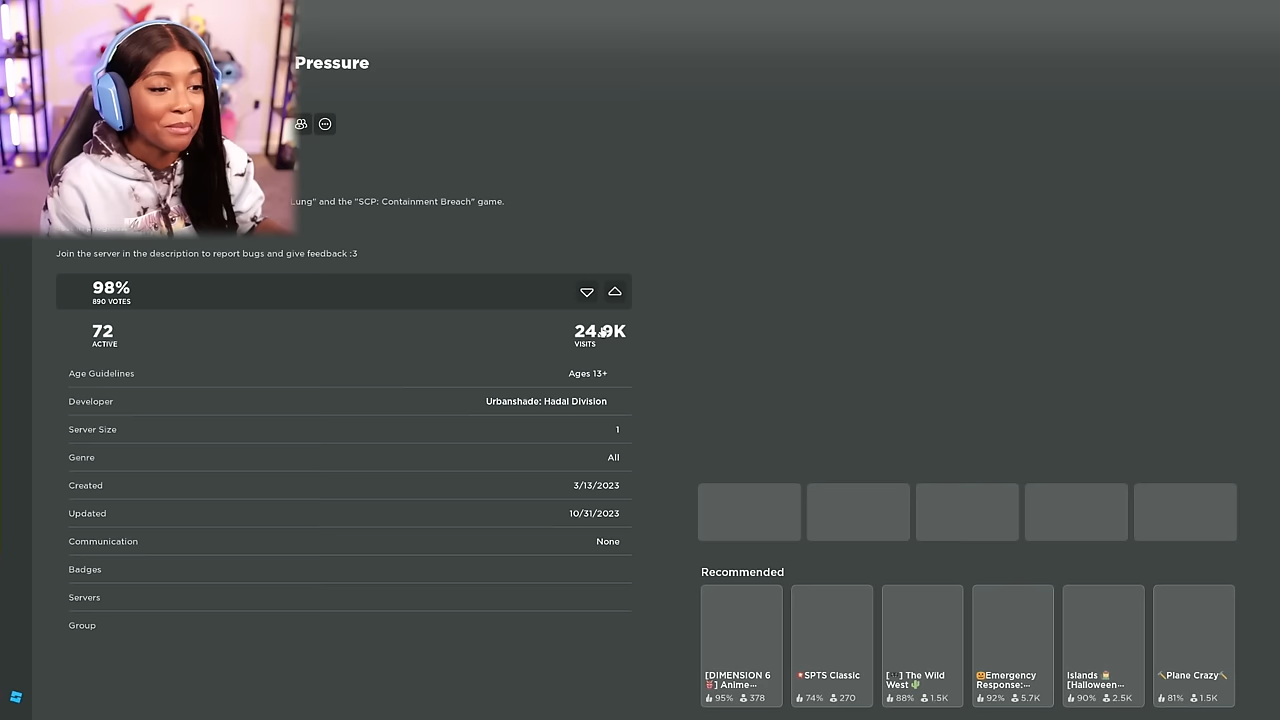 Pressure
Lung" and the "SCP: Containment Breach" game.
Join the server in the description to report bugs and give feedback :3
98%
890 VOTES
72
ACTIVE
24.9K
VISITS
Age Guidelines
Ages 13+
Developer
Urbanshade: Hadal Division
Server Size
1
Genre
All
Created
3/13/2023
Updated
10/31/2023
Communication
None
Badges
Servers
Group
Recommended
[DIMENSION 6
👹] Anime...
95% 378
💥SPTS Classic
74% 270
[🦇] The Wild
West 🌵
88% 1.5K
🎃Emergency
Response:...
92% 5.7K
Islands 🏝️
[Halloween...
90% 2.5K
🔨Plane Crazy🔨
81% 1.5K